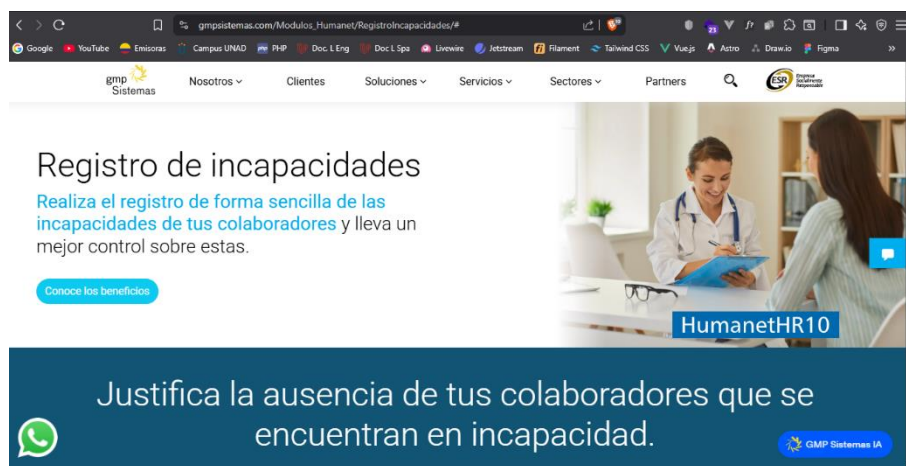 gmpsistemas.com/Modulos_Humanet/RegistroIncapacidades/#
Google YouTube Emisoras Campus UNAD PHP Doc. L Eng Doc L Spa Livewire Jetstream Filament Tailwind CSS Vue.js Astro Draw.io Figma »
gmp
Sistemas
Nosotros Clientes Soluciones Servicios Sectores Partners
ESR Empresa
Socialmente
Responsable
Registro de incapacidades
Realiza el registro de forma sencilla de las
incapacidades de tus colaboradores y lleva un
mejor control sobre estas.
Conoce los beneficios
HumanetHR10
Justifica la ausencia de tus colaboradores que se
encuentran en incapacidad.
GMP Sistemas IA